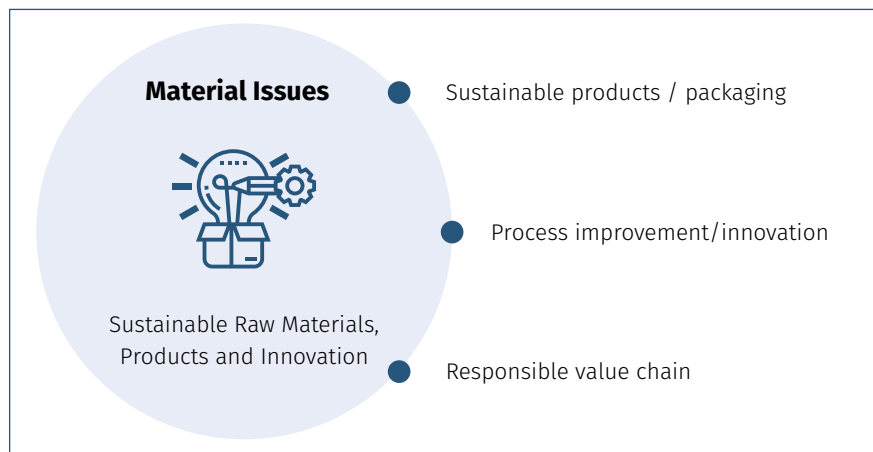 Material Issues
Sustainable Raw Materials,
Products and Innovation
Sustainable products / packaging
Process improvement/innovation
Responsible value chain